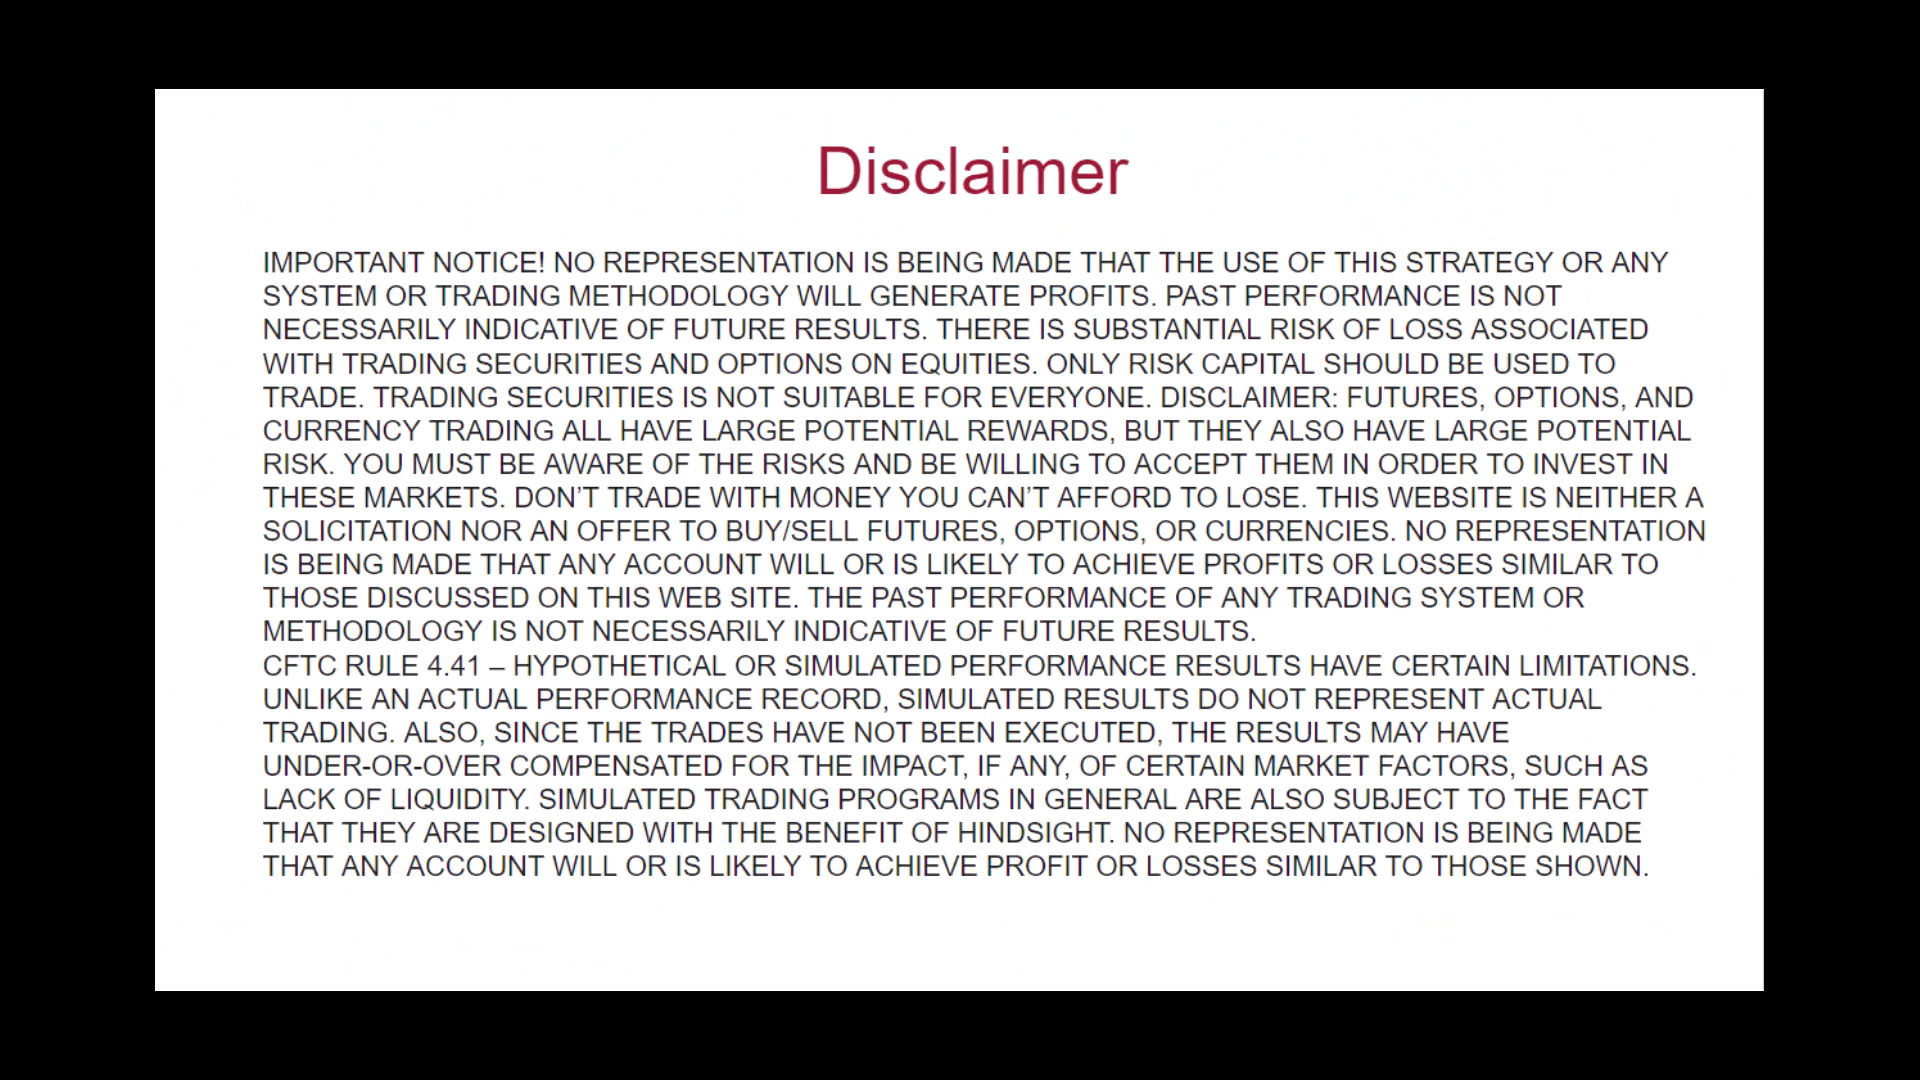 Disclaimer
IMPORTANT NOTICE! NO REPRESENTATION IS BEING MADE THAT THE USE OF THIS STRATEGY OR ANY
SYSTEM OR TRADING METHODOLOGY WILL GENERATE PROFITS. PAST PERFORMANCE IS NOT
NECESSARILY INDICATIVE OF FUTURE RESULTS. THERE IS SUBSTANTIAL RISK OF LOSS ASSOCIATED
WITH TRADING SECURITIES AND OPTIONS ON EQUITIES. ONLY RISK CAPITAL SHOULD BE USED TO
TRADE. TRADING SECURITIES IS NOT SUITABLE FOR EVERYONE. DISCLAIMER: FUTURES, OPTIONS, AND
CURRENCY TRADING ALL HAVE LARGE POTENTIAL REWARDS, BUT THEY ALSO HAVE LARGE POTENTIAL
RISK. YOU MUST BE AWARE OF THE RISKS AND BE WILLING TO ACCEPT THEM IN ORDER TO INVEST IN
THESE MARKETS. DON’T TRADE WITH MONEY YOU CAN’T AFFORD TO LOSE. THIS WEBSITE IS NEITHER A
SOLICITATION NOR AN OFFER TO BUY/SELL FUTURES, OPTIONS, OR CURRENCIES. NO REPRESENTATION
IS BEING MADE THAT ANY ACCOUNT WILL OR IS LIKELY TO ACHIEVE PROFITS OR LOSSES SIMILAR TO
THOSE DISCUSSED ON THIS WEB SITE. THE PAST PERFORMANCE OF ANY TRADING SYSTEM OR
METHODOLOGY IS NOT NECESSARILY INDICATIVE OF FUTURE RESULTS.
CFTC RULE 4.41 – HYPOTHETICAL OR SIMULATED PERFORMANCE RESULTS HAVE CERTAIN LIMITATIONS.
UNLIKE AN ACTUAL PERFORMANCE RECORD, SIMULATED RESULTS DO NOT REPRESENT ACTUAL
TRADING. ALSO, SINCE THE TRADES HAVE NOT BEEN EXECUTED, THE RESULTS MAY HAVE
UNDER-OR-OVER COMPENSATED FOR THE IMPACT, IF ANY, OF CERTAIN MARKET FACTORS, SUCH AS
LACK OF LIQUIDITY. SIMULATED TRADING PROGRAMS IN GENERAL ARE ALSO SUBJECT TO THE FACT
THAT THEY ARE DESIGNED WITH THE BENEFIT OF HINDSIGHT. NO REPRESENTATION IS BEING MADE
THAT ANY ACCOUNT WILL OR IS LIKELY TO ACHIEVE PROFIT OR LOSSES SIMILAR TO THOSE SHOWN.